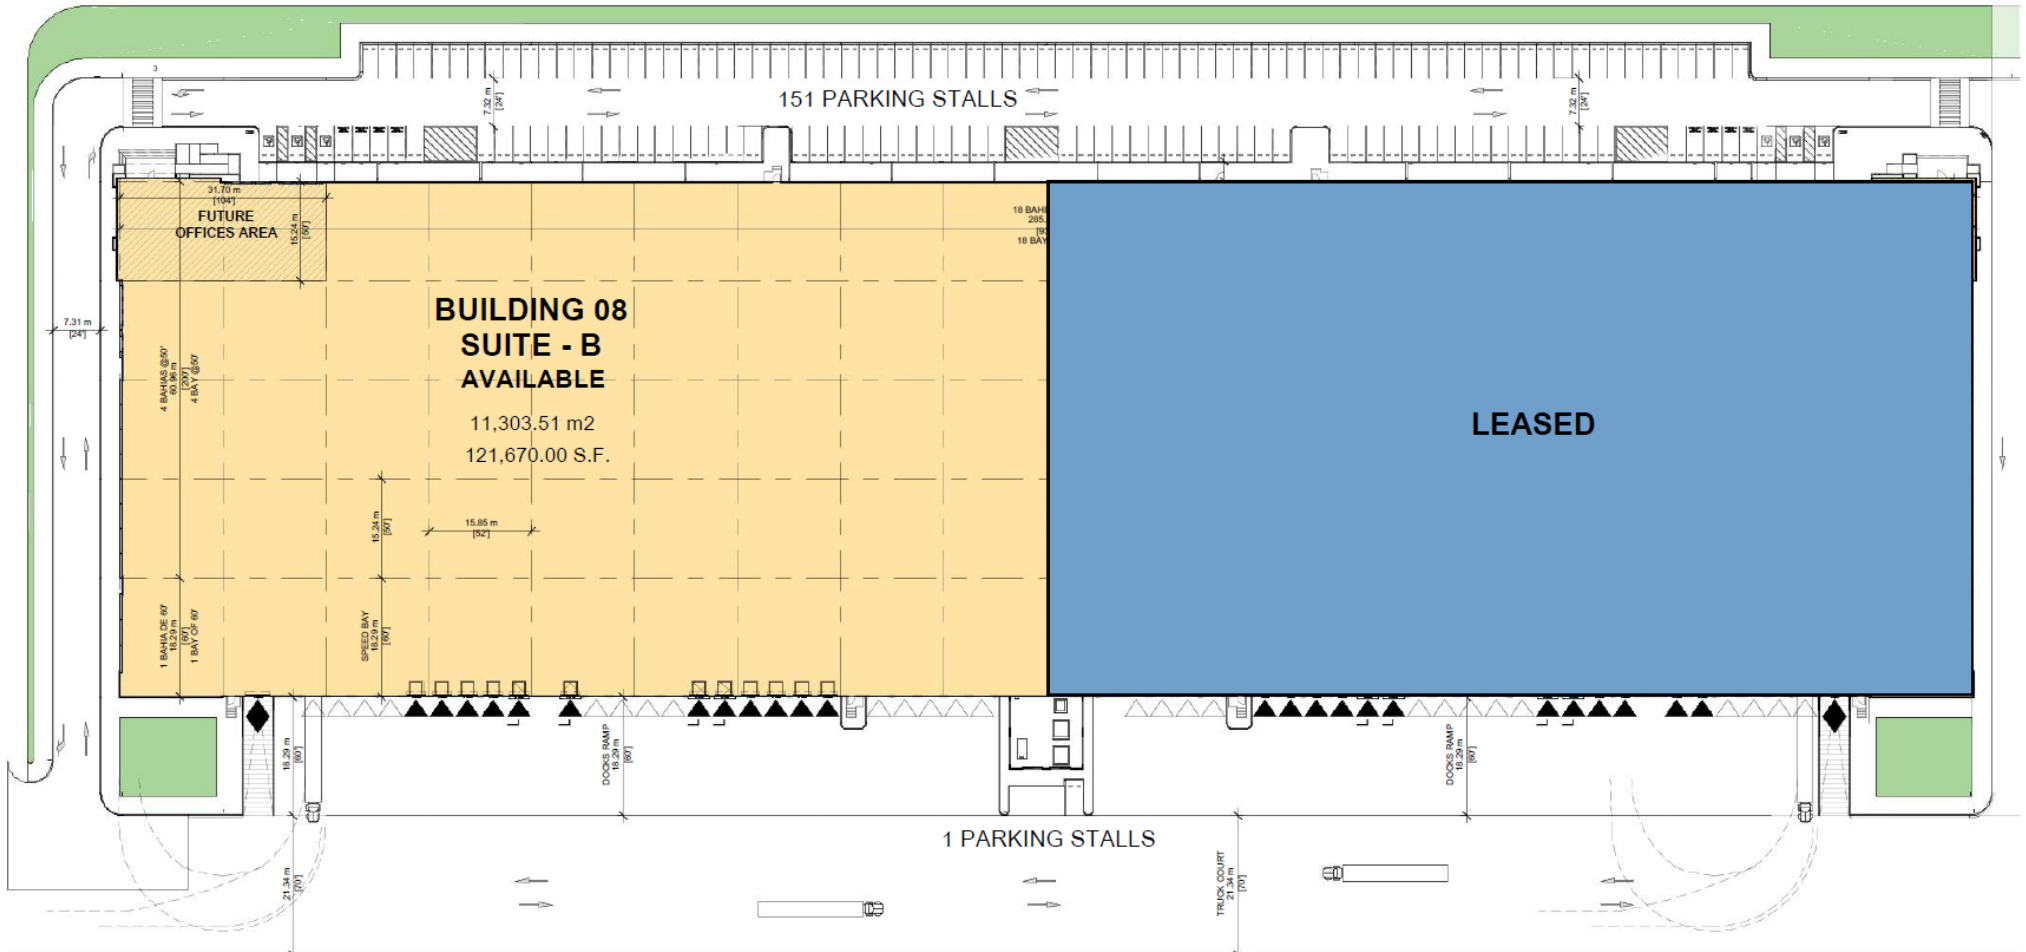 3
151 PARKING STALLS
7.32 m
[24']
7.32 m
[24']
31.70 m
[104']
FUTURE
OFFICES AREA
15.24 m
[50']
18 BAHI
285.
[93
18 BAY
BUILDING 08
SUITE - B
AVAILABLE
11,303.51 m2
121,670.00 S.F.
LEASED
7.31 m
[24']
4 BAHIAS @50'
60.96 m
[200']
4 BAY @50'
15.24 m
[50']
15.85 m
[52']
1 BAHIA DE 60'
18.29 m
[60']
1 BAY OF 60'
SPEED BAY
18.29 m
[60']
18.29 m
[60']
DOCKS RAMP
18.29 m
[60']
DOCKS RAMP
18.29 m
[60']
1 PARKING STALLS
21.34 m
[70']
TRUCK COURT
21.34 m
[70']